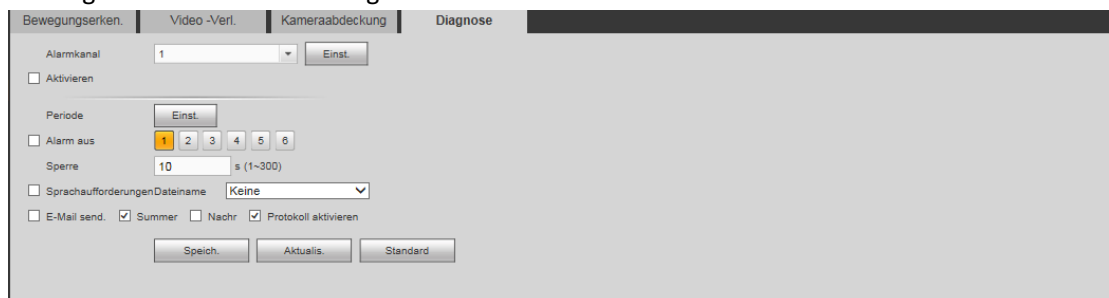 Bewegungserken. Video -Verl. Kameraabdeckung Diagnose
Alarmkanal 1 Einst.
Aktivieren
Periode Einst.
Alarm aus 1 2 3 4 5 6
Sperre 10 s (1~300)
SprachaufforderungenDateiname Keine
E-Mail send. Summer Nachr Protokoll aktivieren
Speich. Aktualis. Standard